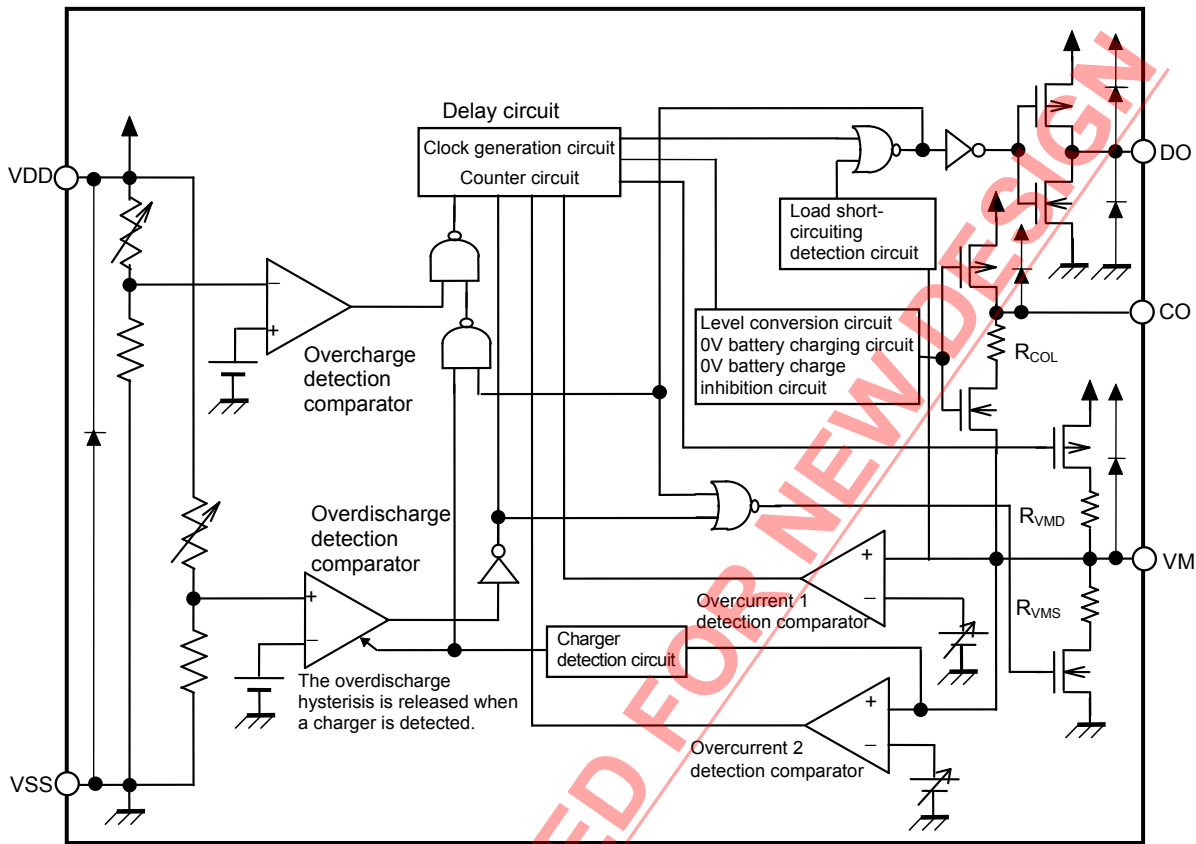 Delay circuit
Clock generation circuit
Counter circuit
VDD
DO
Load short-
circuiting
detection circuit
CO
Level conversion circuit
0V battery charging circuit
0V battery charge
inhibition circuit
RCOL
−
+
Overcharge
detection
comparator
Overdischarge
detection
comparator
RVMD
+
−
VM
Overcurrent 1
detection comparator
RVMS
+
−
Charger
detection circuit
The overdischarge
hysterisis is released when
a charger is detected.
+
−
Overcurrent 2
detection comparator
VSS
ED FOR NEW DESIGN